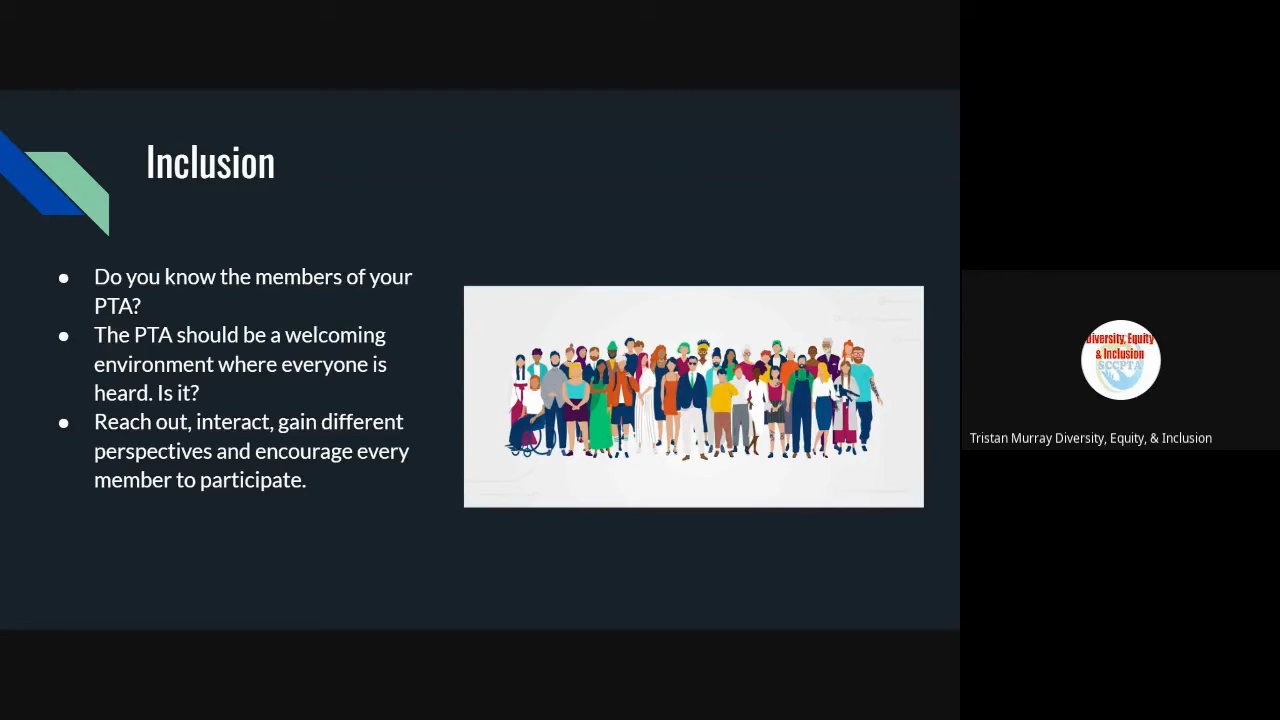 Inclusion
● Do you know the members of your
PTA?
● The PTA should be a welcoming
environment where everyone is
heard. Is it?
● Reach out, interact, gain different
perspectives and encourage every
member to participate.
Diversity, Equity
& Inclusion
SCCPTA
Tristan Murray Diversity, Equity, & Inclusion